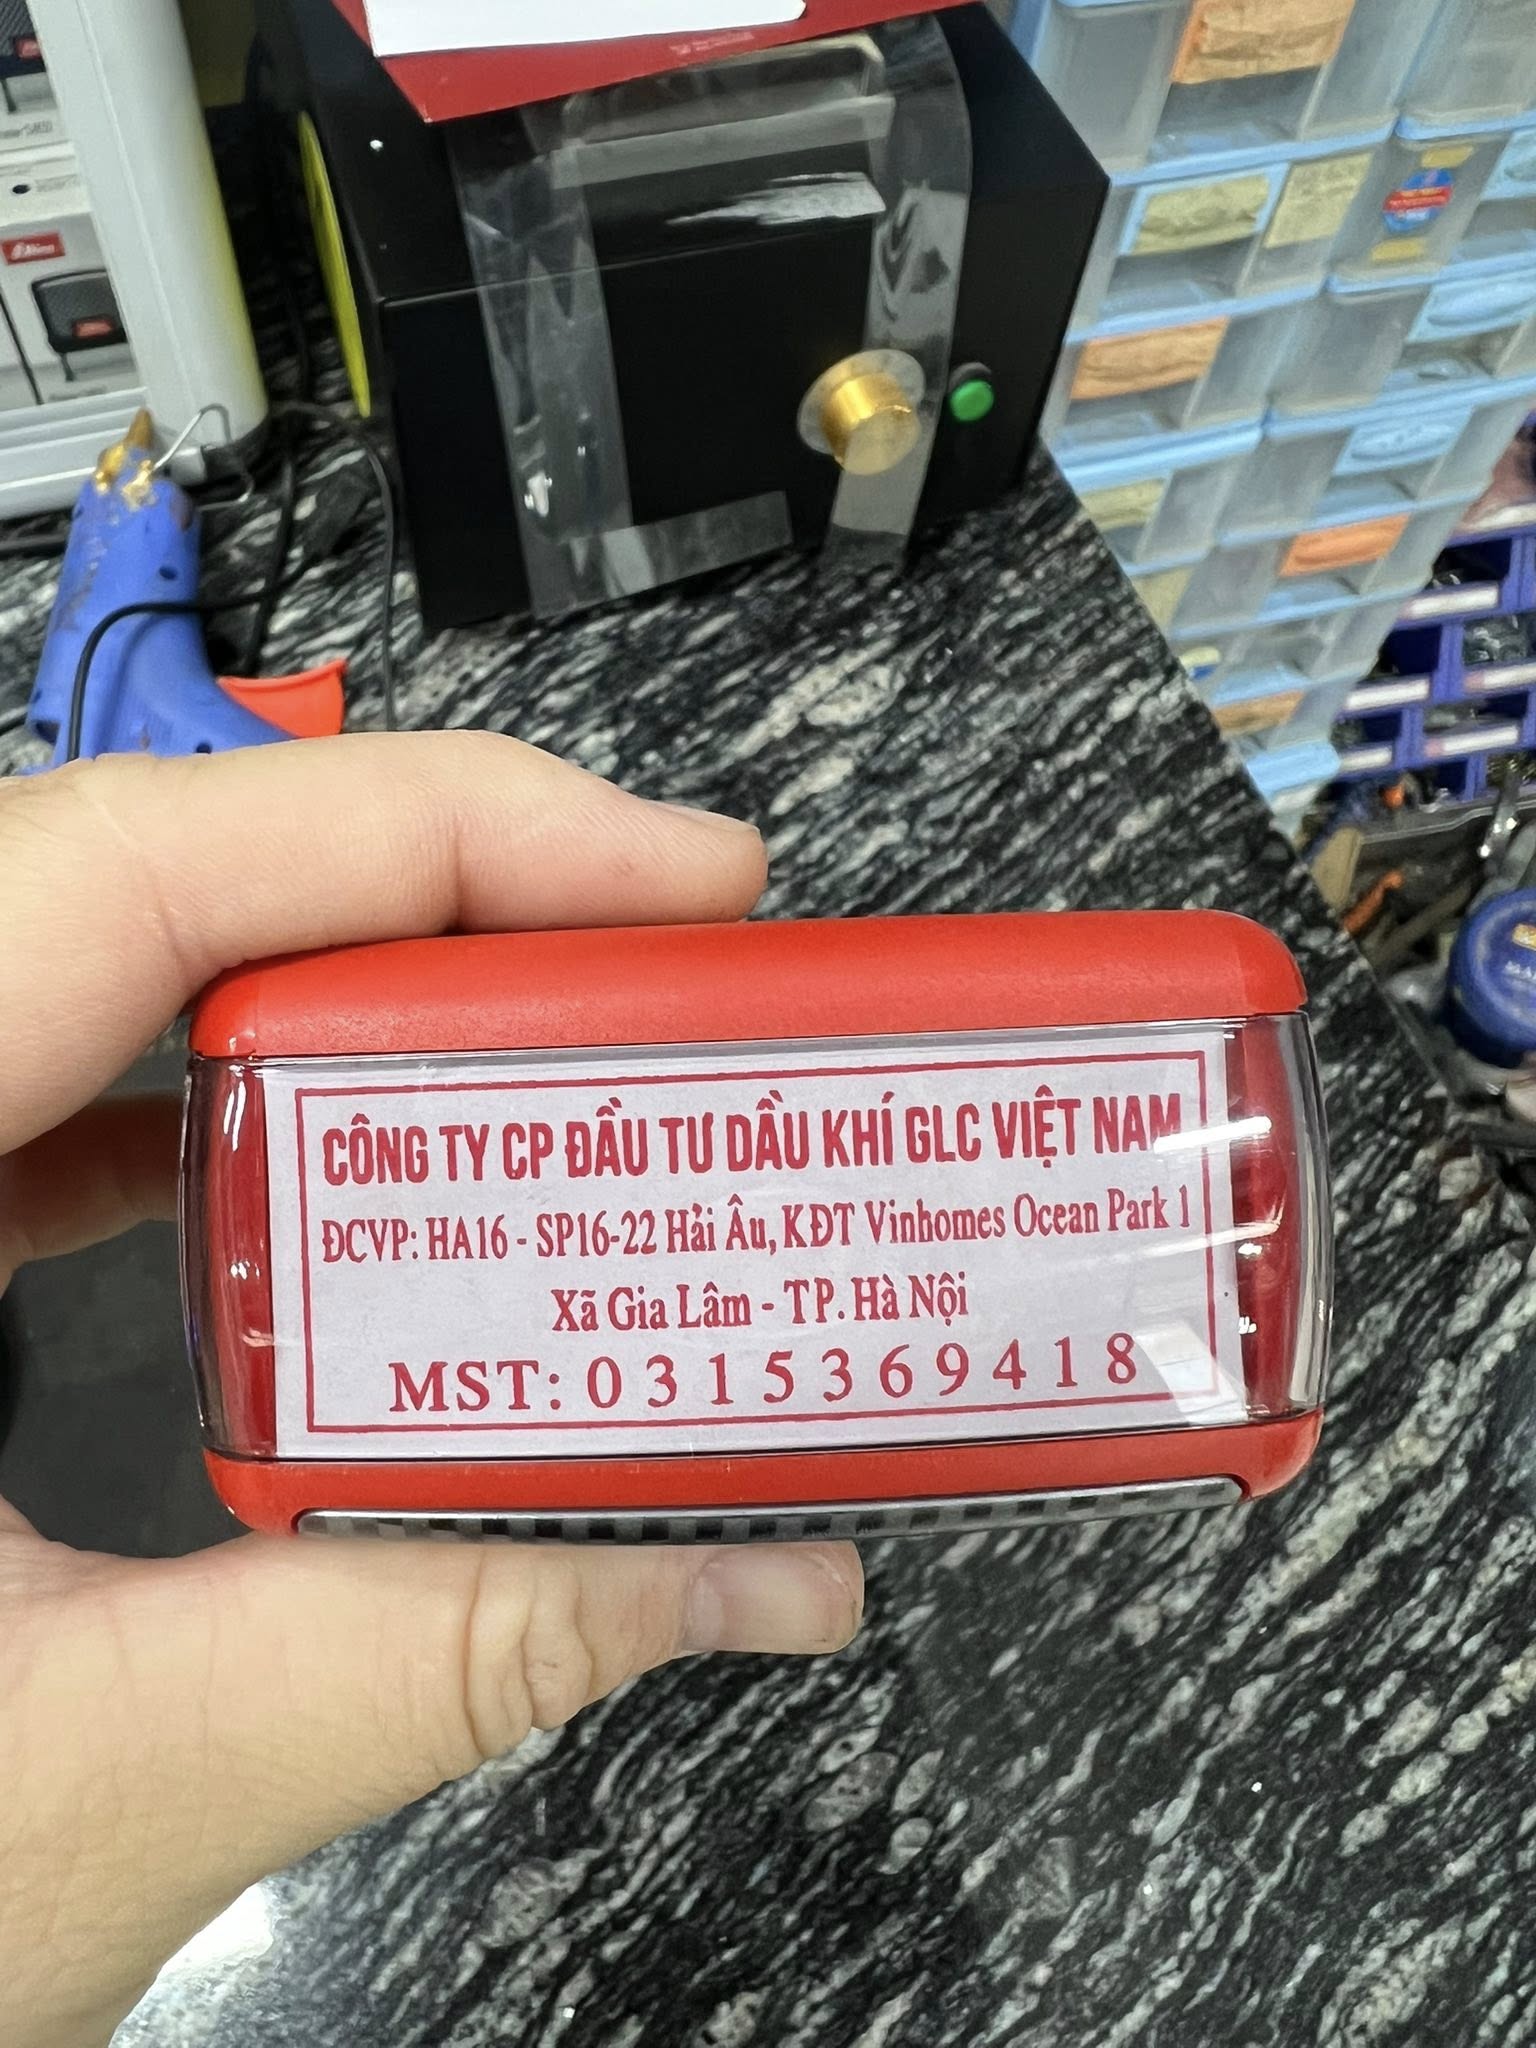 CÔNG TY CP ĐẦU TƯ DẦU KHÍ GLC VIỆT NAM
ĐCVP: HA16 - SP16-22 Hải Âu, KĐT Vinhomes Ocean Park 1
Xã Gia Lâm - TP. Hà Nội
MST: 0 3 1 5 3 6 9 4 1 8